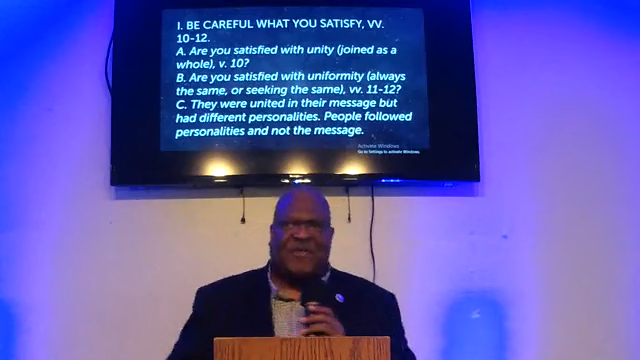 I. BE CAREFUL WHAT YOU SATISFY, VV.
10-12.
A. Are you satisfied with unity (joined as a
whole), v. 10?
B. Are you satisfied with uniformity (always
the same, or seeking the same), vv. 11-12?
C. They were united in their message but
had different personalities. People followed
personalities and not the message.
Activate Windows
Go to Settings to activate Windows.